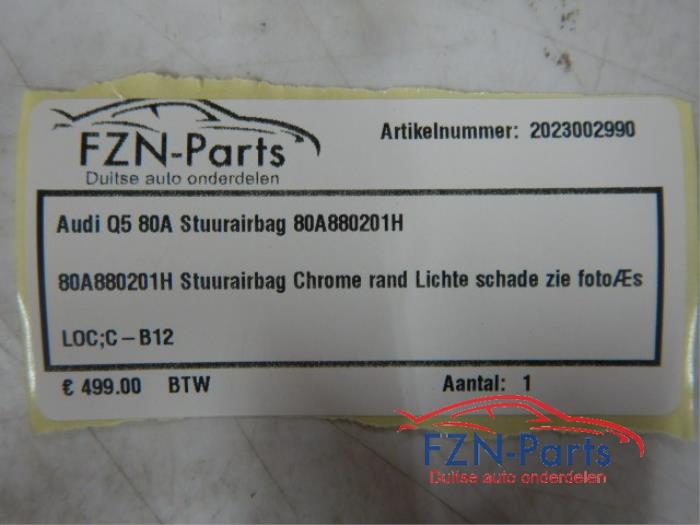 FZN-Parts
Duitse auto onderdelen
Artikelnummer: 2023002990
Audi Q5 80A Stuurairbag 80A880201H
80A880201H Stuurairbag Chrome rand Lichte schade zie fotoÆs
LOC;C-B12
€ 499.00 BTW Aantal: 1
FZN-Parts
Duitse auto onderdelen